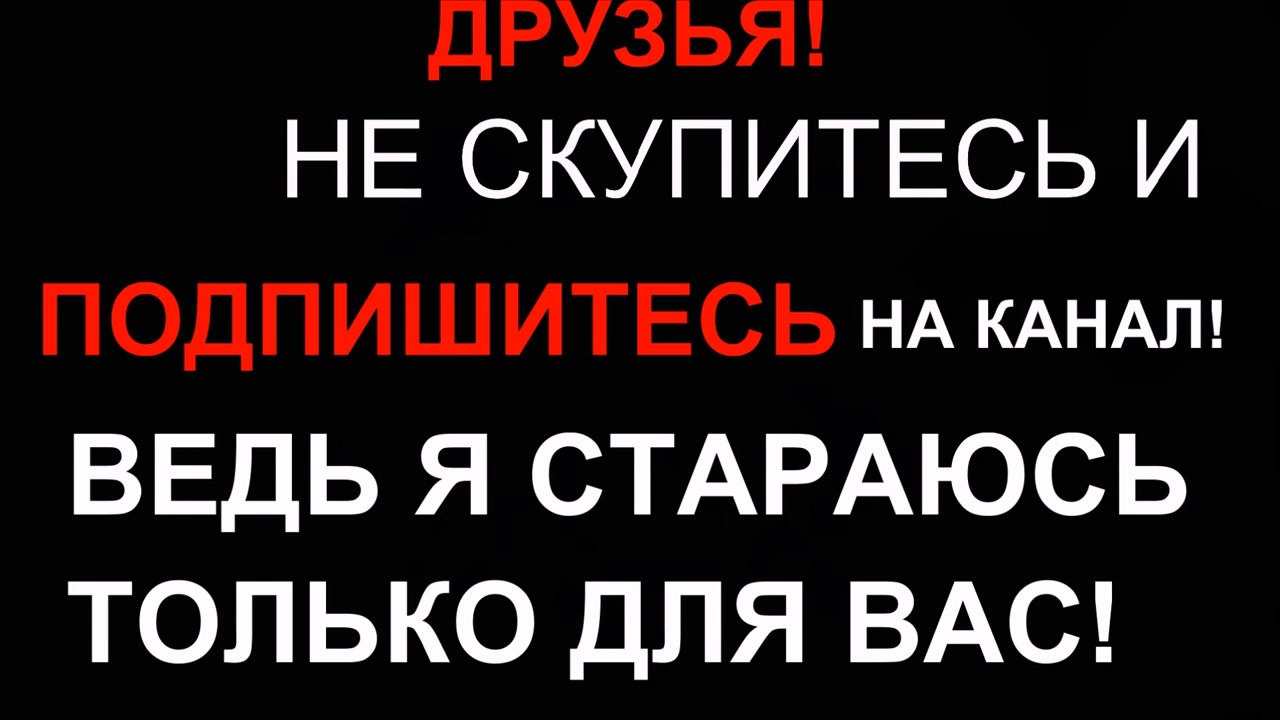 ДРУЗЬЯ!
НЕ СКУПИТЕСЬ И
ПОДПИШИТЕСЬ НА КАНАЛ!
ВЕДЬ Я СТАРАЮСЬ
ТОЛЬКО ДЛЯ ВАС!